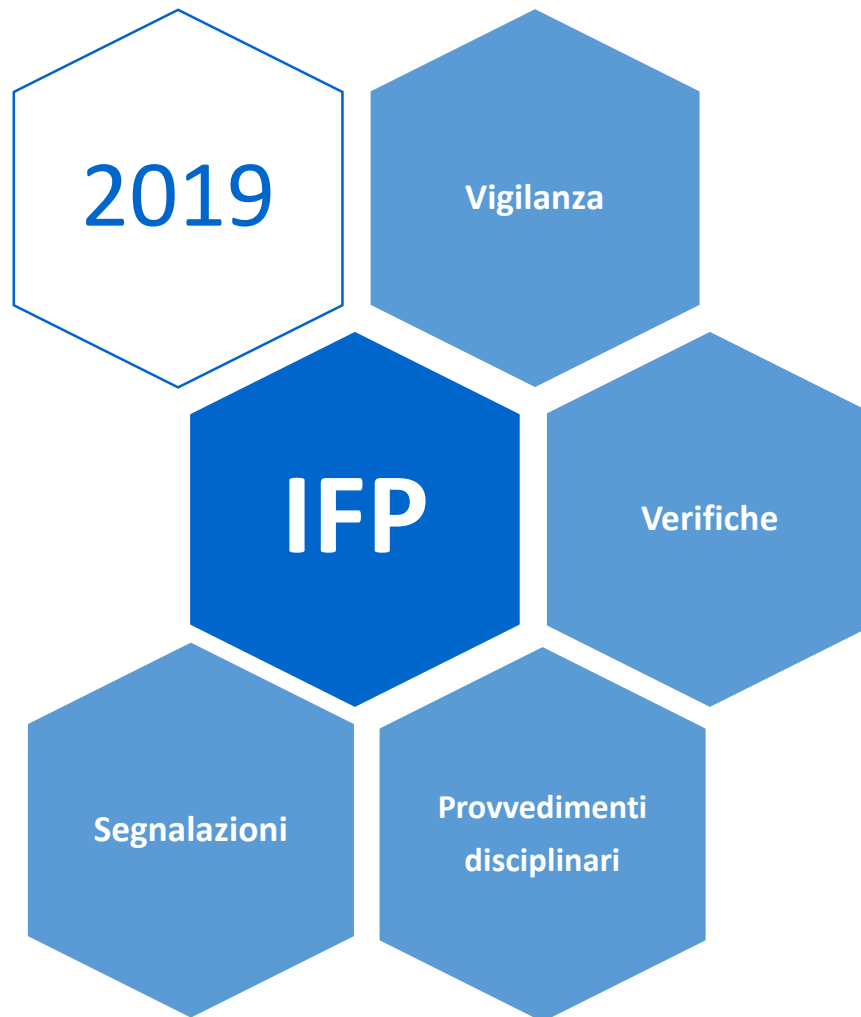 2019
Vigilanza
IFP
Verifiche
Segnalazioni
Provvedimenti
disciplinari